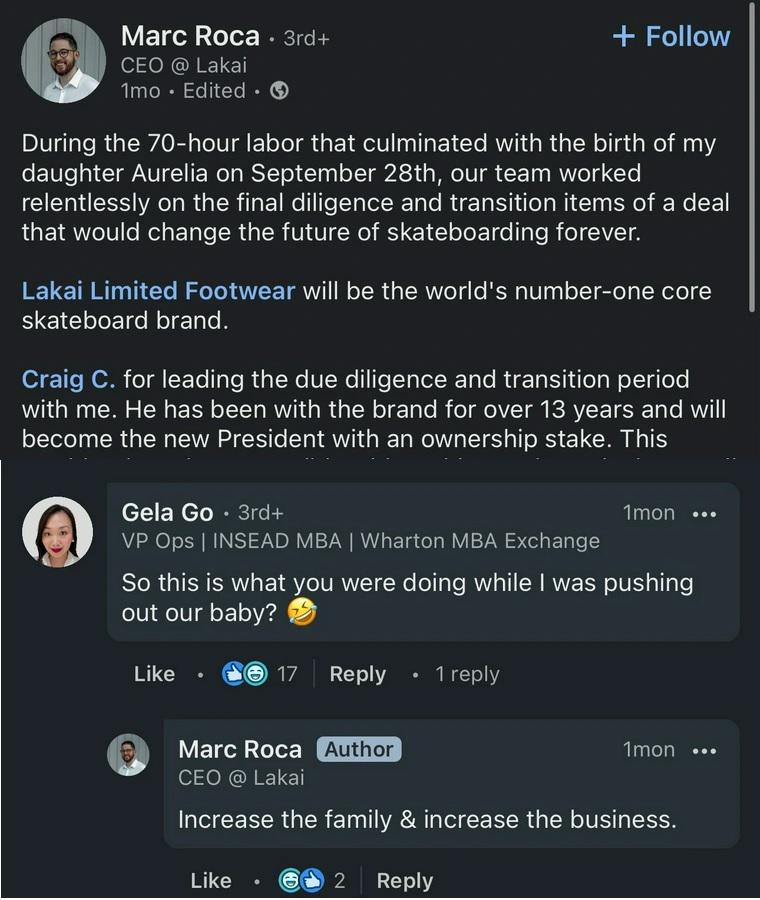 Marc Roca · 3rd+
+ Follow
CEO @ Lakai
1mo • Edited •
During the 70-hour labor that culminated with the birth of my
daughter Aurelia on September 28th, our team worked
relentlessly on the final diligence and transition items of a deal
that would change the future of skateboarding forever.
Lakai Limited Footwear will be the world's number-one core
skateboard brand.
Craig C. for leading the due diligence and transition period
with me. He has been with the brand for over 13 years and will
become the new President with an ownership stake. This
Gela Go · 3rd+
1mon •••
VP Ops | INSEAD MBA | Wharton MBA Exchange
So this is what you were doing while I was pushing
out our baby? 🤣
Like • 17 | Reply • 1 reply
Marc Roca Author
1mon •••
CEO @ Lakai
Increase the family & increase the business.
Like • 2 | Reply